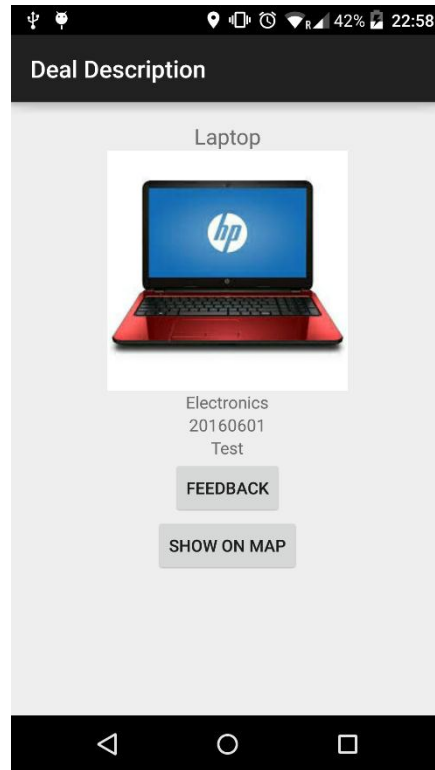 R 42% 22:58
Deal Description
Laptop
hp
Electronics
20160601
Test
FEEDBACK
SHOW ON MAP